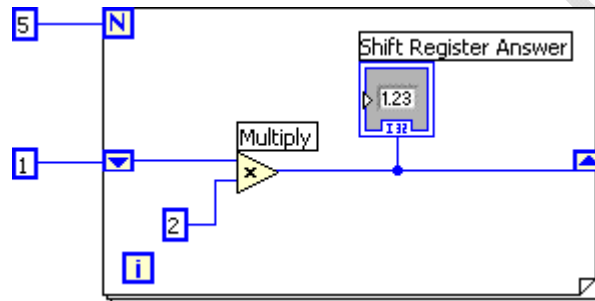 5
N
Shift Register Answer
1.23
I32
Multiply
1
x
2
i